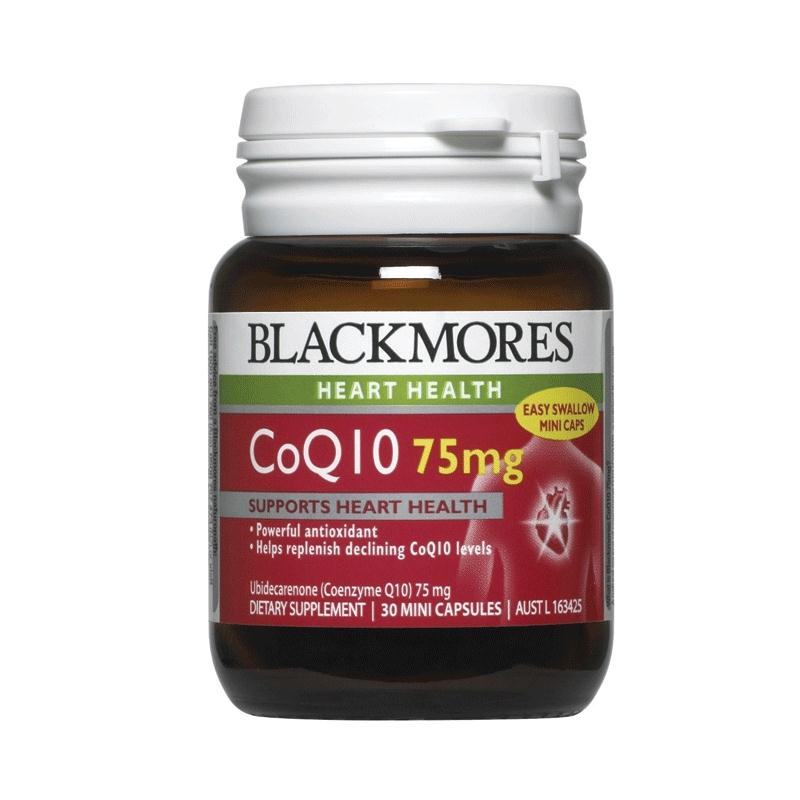 BLACKMORES
HEART HEALTH
EASY SWALLOW
MINI CAPS
CoQ10 75mg
SUPPORTS HEART HEALTH
• Powerful antioxidant
• Helps replenish declining CoQ10 levels
Ubidecarenone (Coenzyme Q10) 75 mg
DIETARY SUPPLEMENT | 30 MINI CAPSULES | AUST L 163425